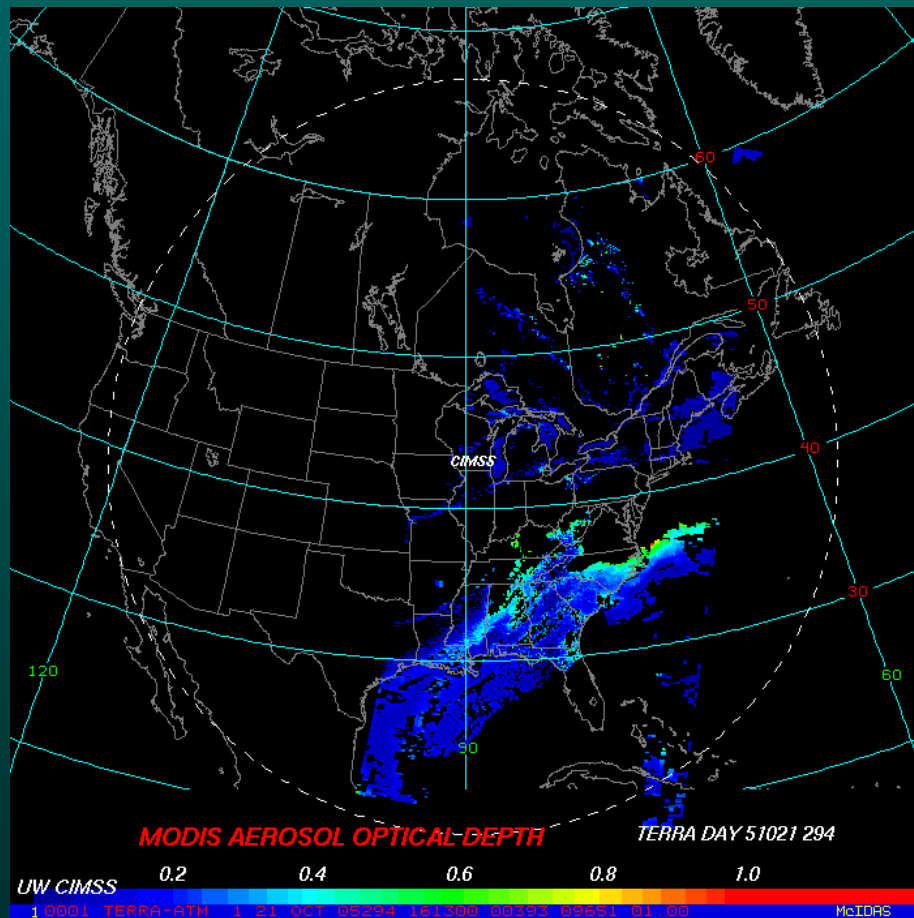 60
50
CIMSS
40
30
120
60
90
MODIS AEROSOL OPTICAL DEPTH
TERRA DAY 51021 294
0.2 0.4 0.6 0.8 1.0
UW CIMSS
1 0001 TERRA-ATM 1 21 OCT 05294 161300 00393 09651 01.00 McIDAS